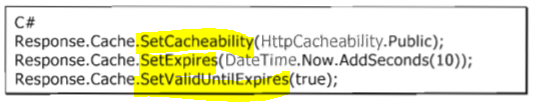 C#
Response.Cache.SetCacheability(HttpCacheability.Public);
Response.Cache.SetExpires(DateTime.Now.AddSeconds(10));
Response.Cache.SetValidUntilExpires(true);